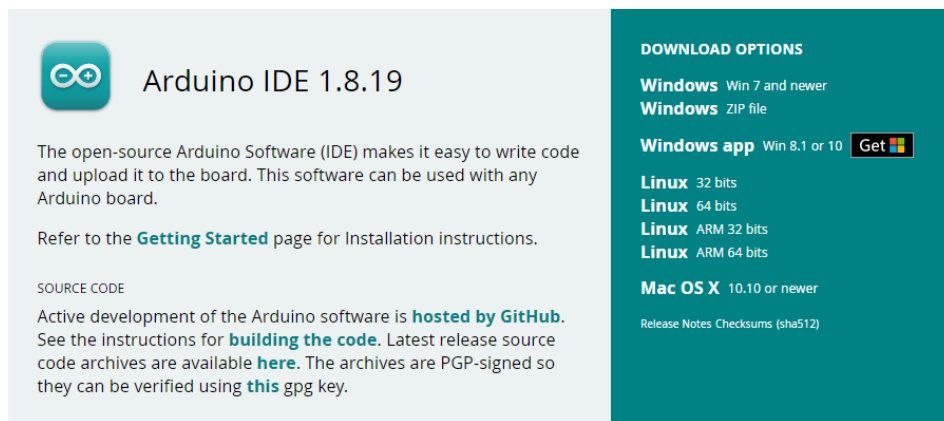 Arduino IDE 1.8.19
The open-source Arduino Software (IDE) makes it easy to write code
and upload it to the board. This software can be used with any
Arduino board.
Refer to the Getting Started page for Installation instructions.
SOURCE CODE
Active development of the Arduino software is hosted by GitHub.
See the instructions for building the code. Latest release source
code archives are available here. The archives are PGP-signed so
they can be verified using this gpg key.
DOWNLOAD OPTIONS
Windows Win 7 and newer
Windows ZIP file
Windows app Win 8.1 or 10 Get
Linux 32 bits
Linux 64 bits
Linux ARM 32 bits
Linux ARM 64 bits
Mac OS X 10.10 or newer
Release Notes Checksums (sha512)